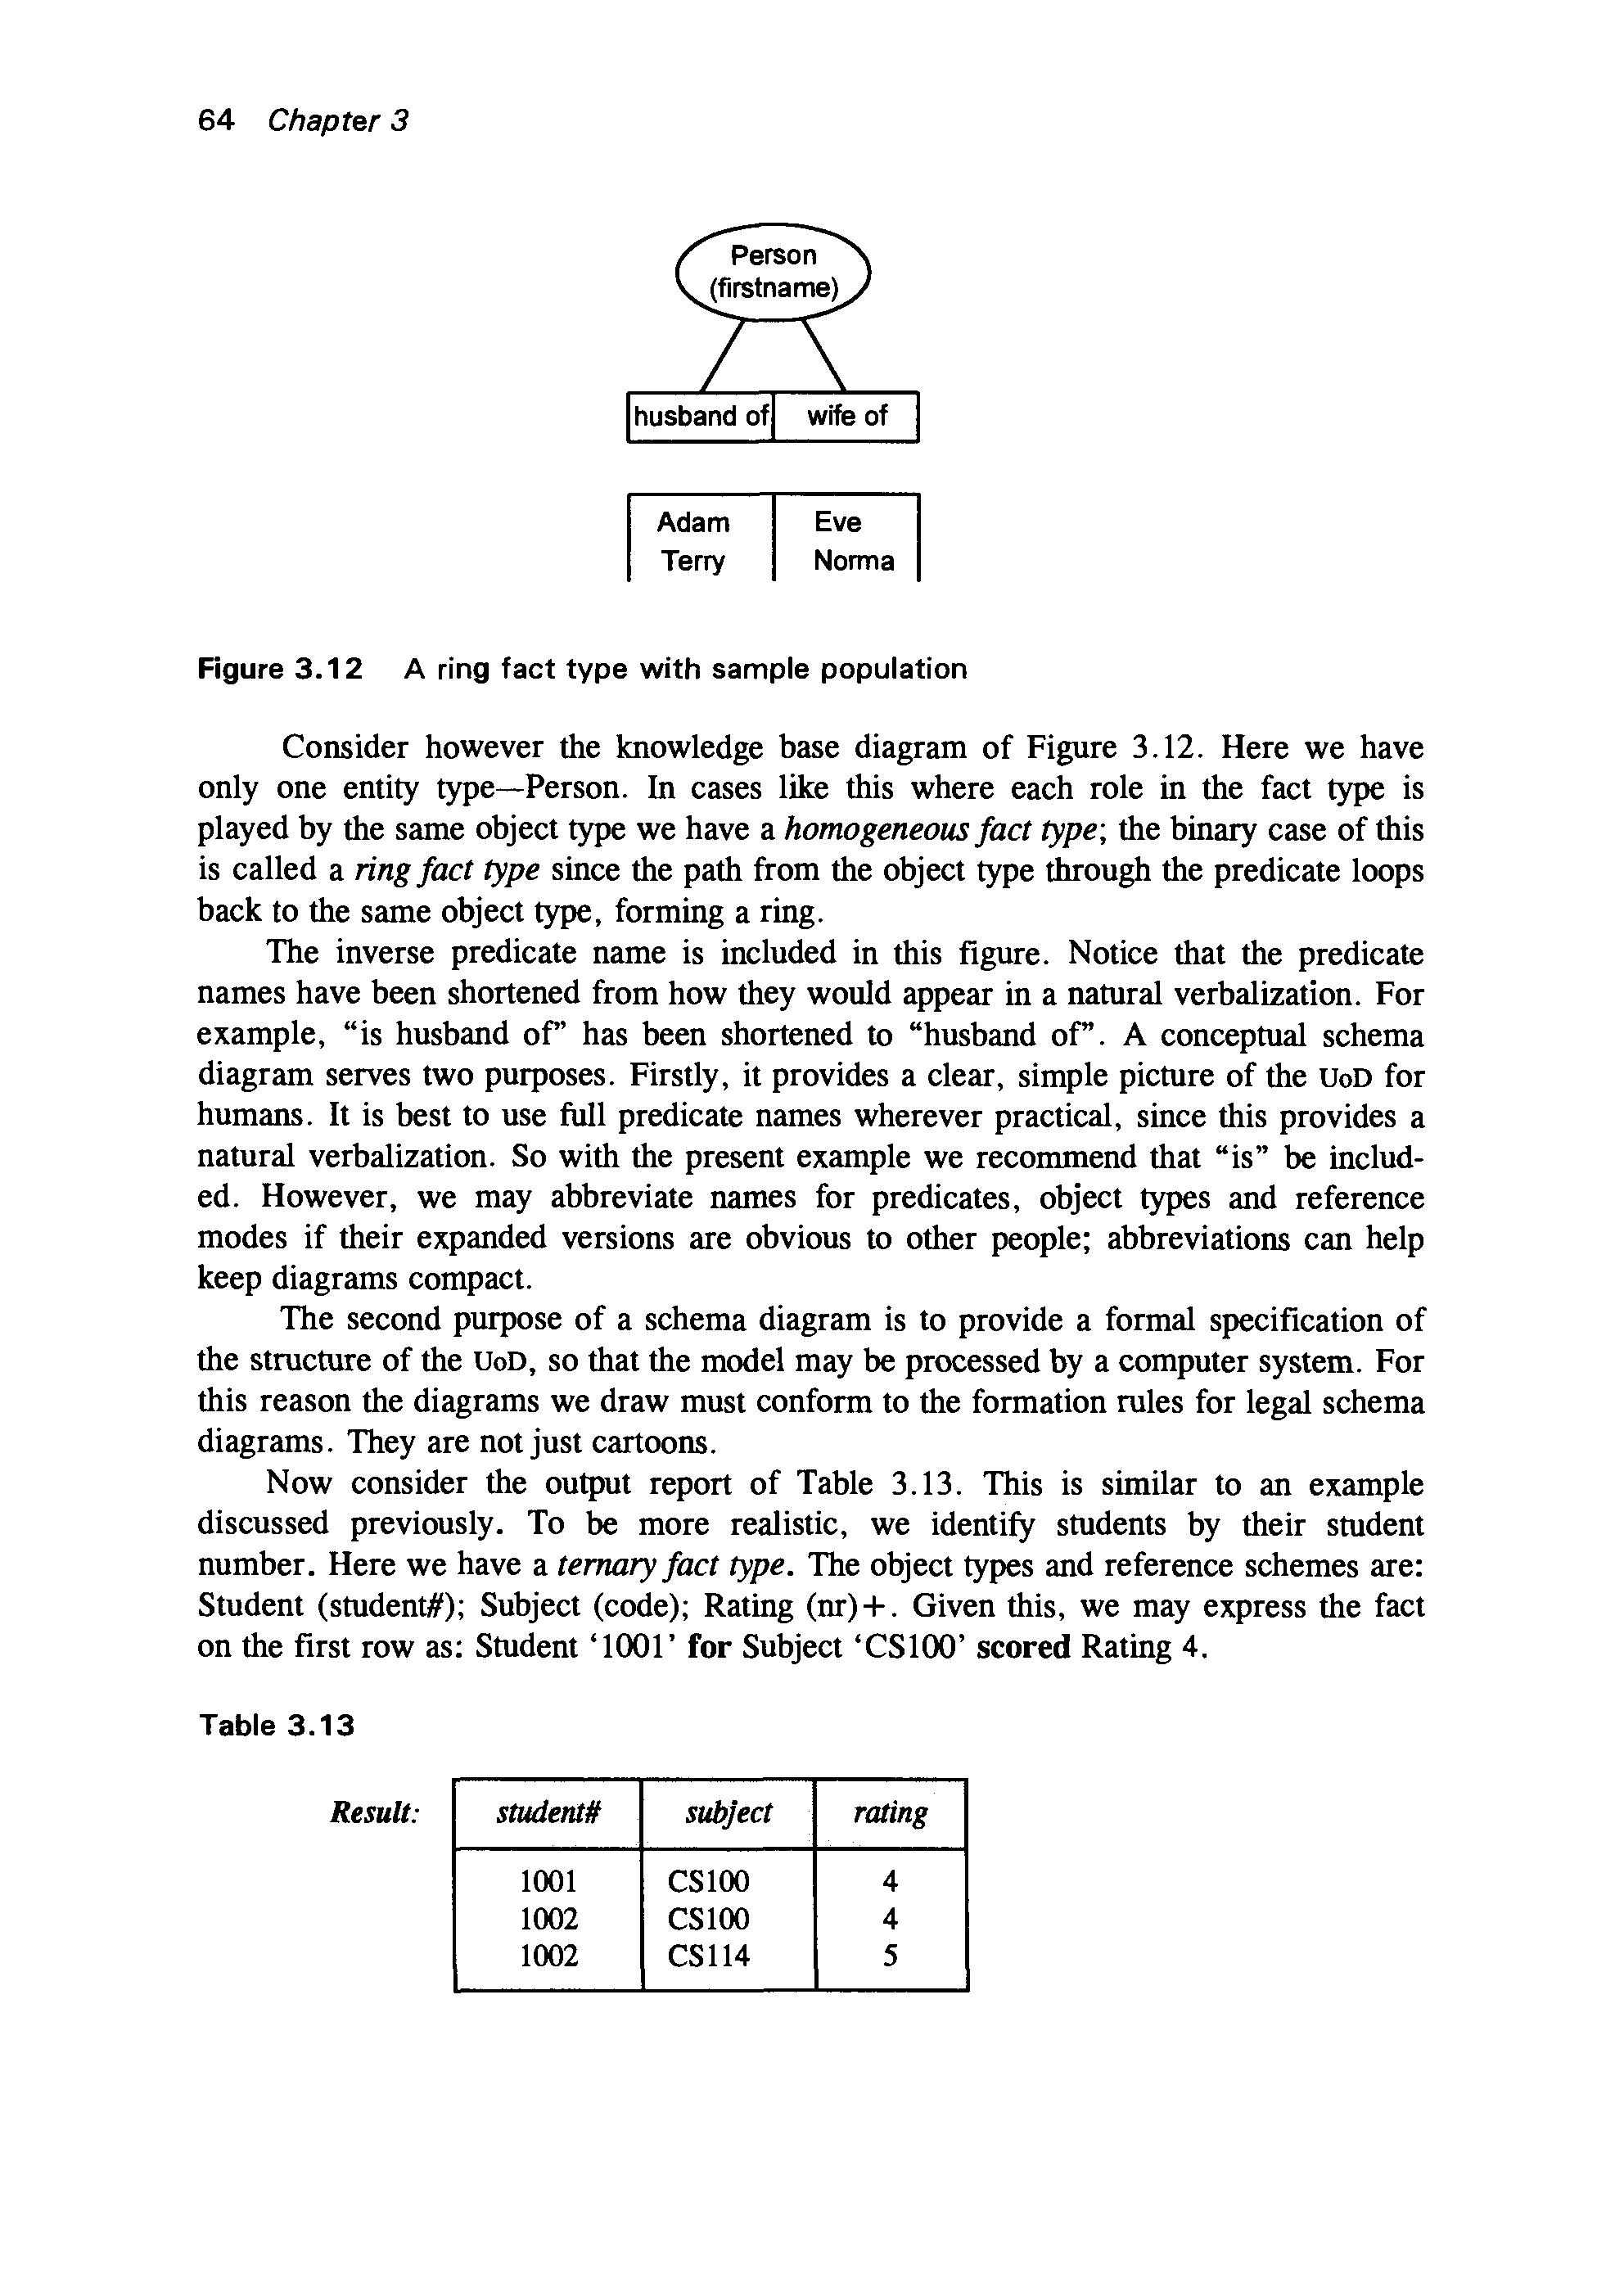 64 Chapter 3
Person
(firstname)
husband of wife of
Adam Eve
Terry Norma
Figure 3.12 A ring fact type with sample population
Consider however the knowledge base diagram of Figure 3.12. Here we have
only one entity type—Person. In cases like this where each role in the fact type is
played by the same object type we have a homogeneous fact type; the binary case of this
is called a ring fact type since the path from the object type through the predicate loops
back to the same object type, forming a ring.
The inverse predicate name is included in this figure. Notice that the predicate
names have been shortened from how they would appear in a natural verbalization. For
example, “is husband of” has been shortened to “husband of”. A conceptual schema
diagram serves two purposes. Firstly, it provides a clear, simple picture of the UoD for
humans. It is best to use full predicate names wherever practical, since this provides a
natural verbalization. So with the present example we recommend that “is” be includ-
ed. However, we may abbreviate names for predicates, object types and reference
modes if their expanded versions are obvious to other people; abbreviations can help
keep diagrams compact.
The second purpose of a schema diagram is to provide a formal specification of
the structure of the UoD, so that the model may be processed by a computer system. For
this reason the diagrams we draw must conform to the formation rules for legal schema
diagrams. They are not just cartoons.
Now consider the output report of Table 3.13. This is similar to an example
discussed previously. To be more realistic, we identify students by their student
number. Here we have a ternary fact type. The object types and reference schemes are:
Student (student#); Subject (code); Rating (nr)+. Given this, we may express the fact
on the first row as: Student ‘1001’ for Subject ‘CS100’ scored Rating 4.
Table 3.13
Result: student# subject rating
1001 CS100 4
1002 CS100 4
1002 CS114 5